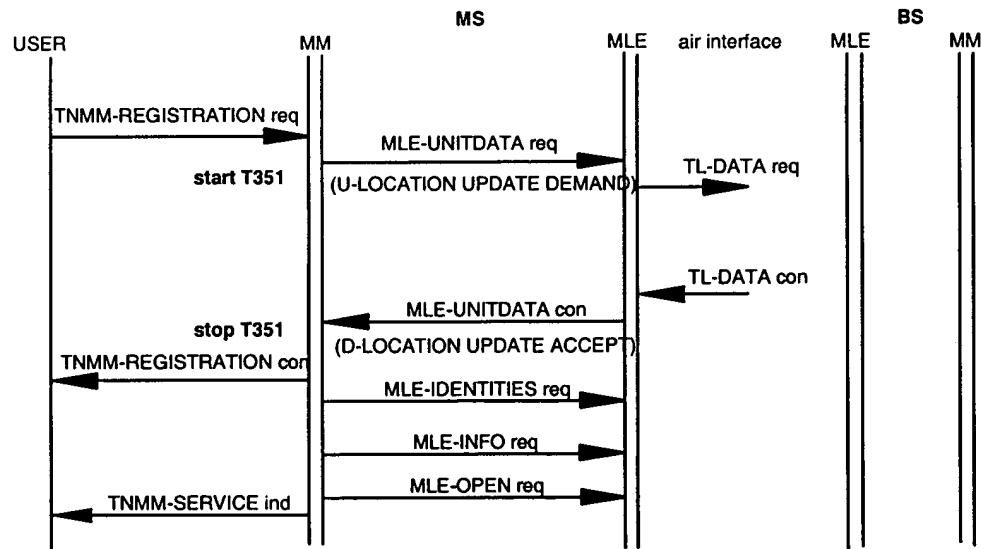 MS
BS
USER
MM
MLE
air interface
MLE
MM
TNMM-REGISTRATION req
MLE-UNITDATA req
TL-DATA req
start T351
(U-LOCATION UPDATE DEMAND)
TL-DATA con
MLE-UNITDATA con
stop T351
(D-LOCATION UPDATE ACCEPT)
TNMM-REGISTRATION con
MLE-IDENTITIES req
MLE-INFO req
MLE-OPEN req
TNMM-SERVICE ind